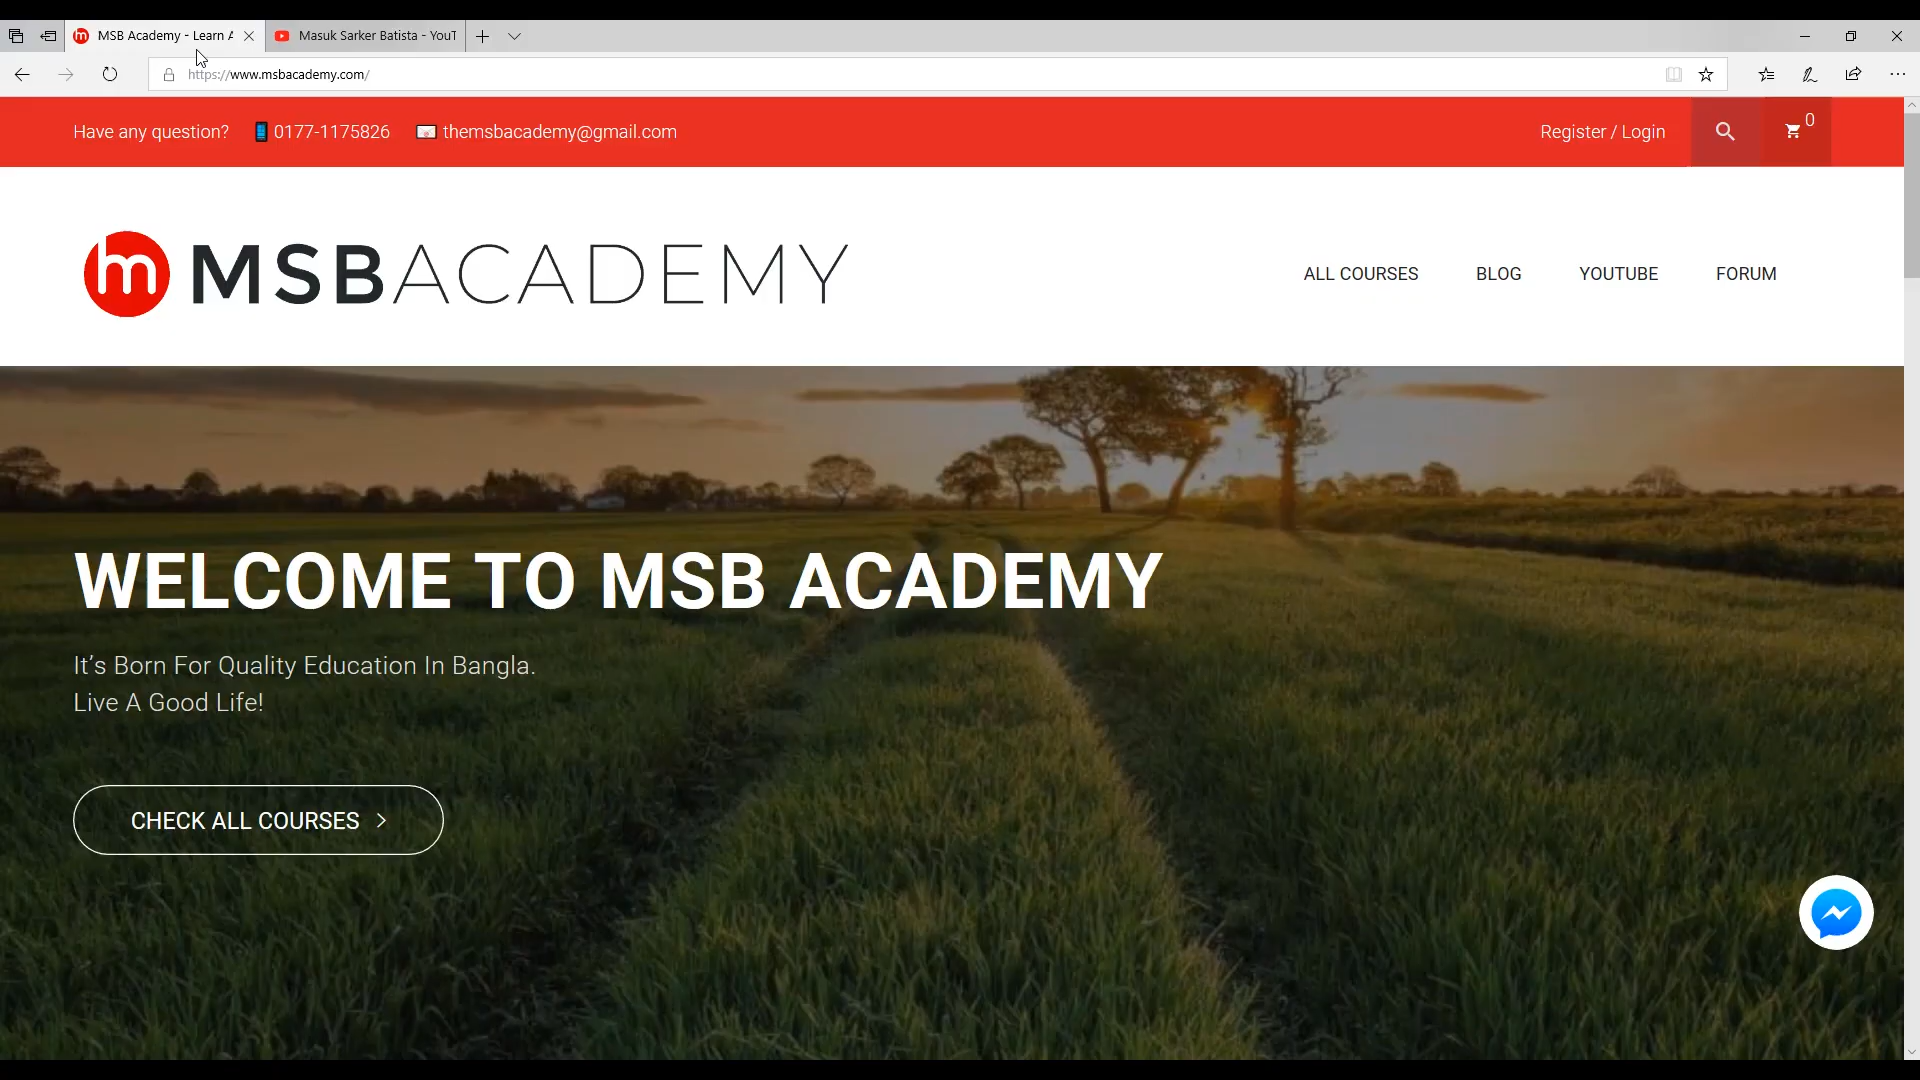 MSB Academy - Learn A
Masuk Sarker Batista - YouT
https://www.msbacademy.com/
Have any question? 0177-1175826 themsbacademy@gmail.com
Register / Login
0
m MSBACADEMY
ALL COURSES BLOG YOUTUBE FORUM
WELCOME TO MSB ACADEMY
It’s Born For Quality Education In Bangla.
Live A Good Life!
CHECK ALL COURSES >